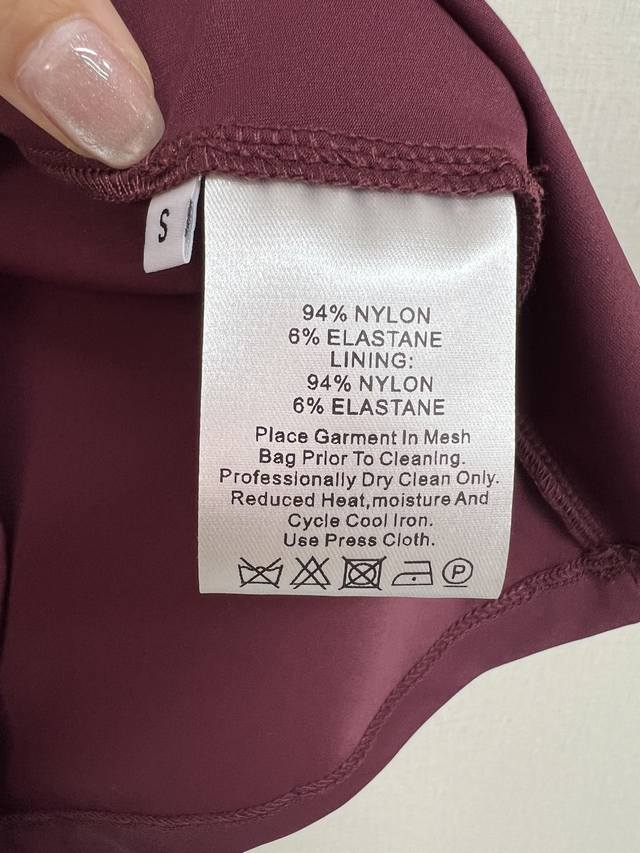 S
94% NYLON
6% ELASTANE
LINING:
94% NYLON
6% ELASTANE
Place Garment In Mesh
Bag Prior To Cleaning.
Professionally Dry Clean Only.
Reduced Heat,moisture And
Cycle Cool Iron.
Use Press Cloth.
P